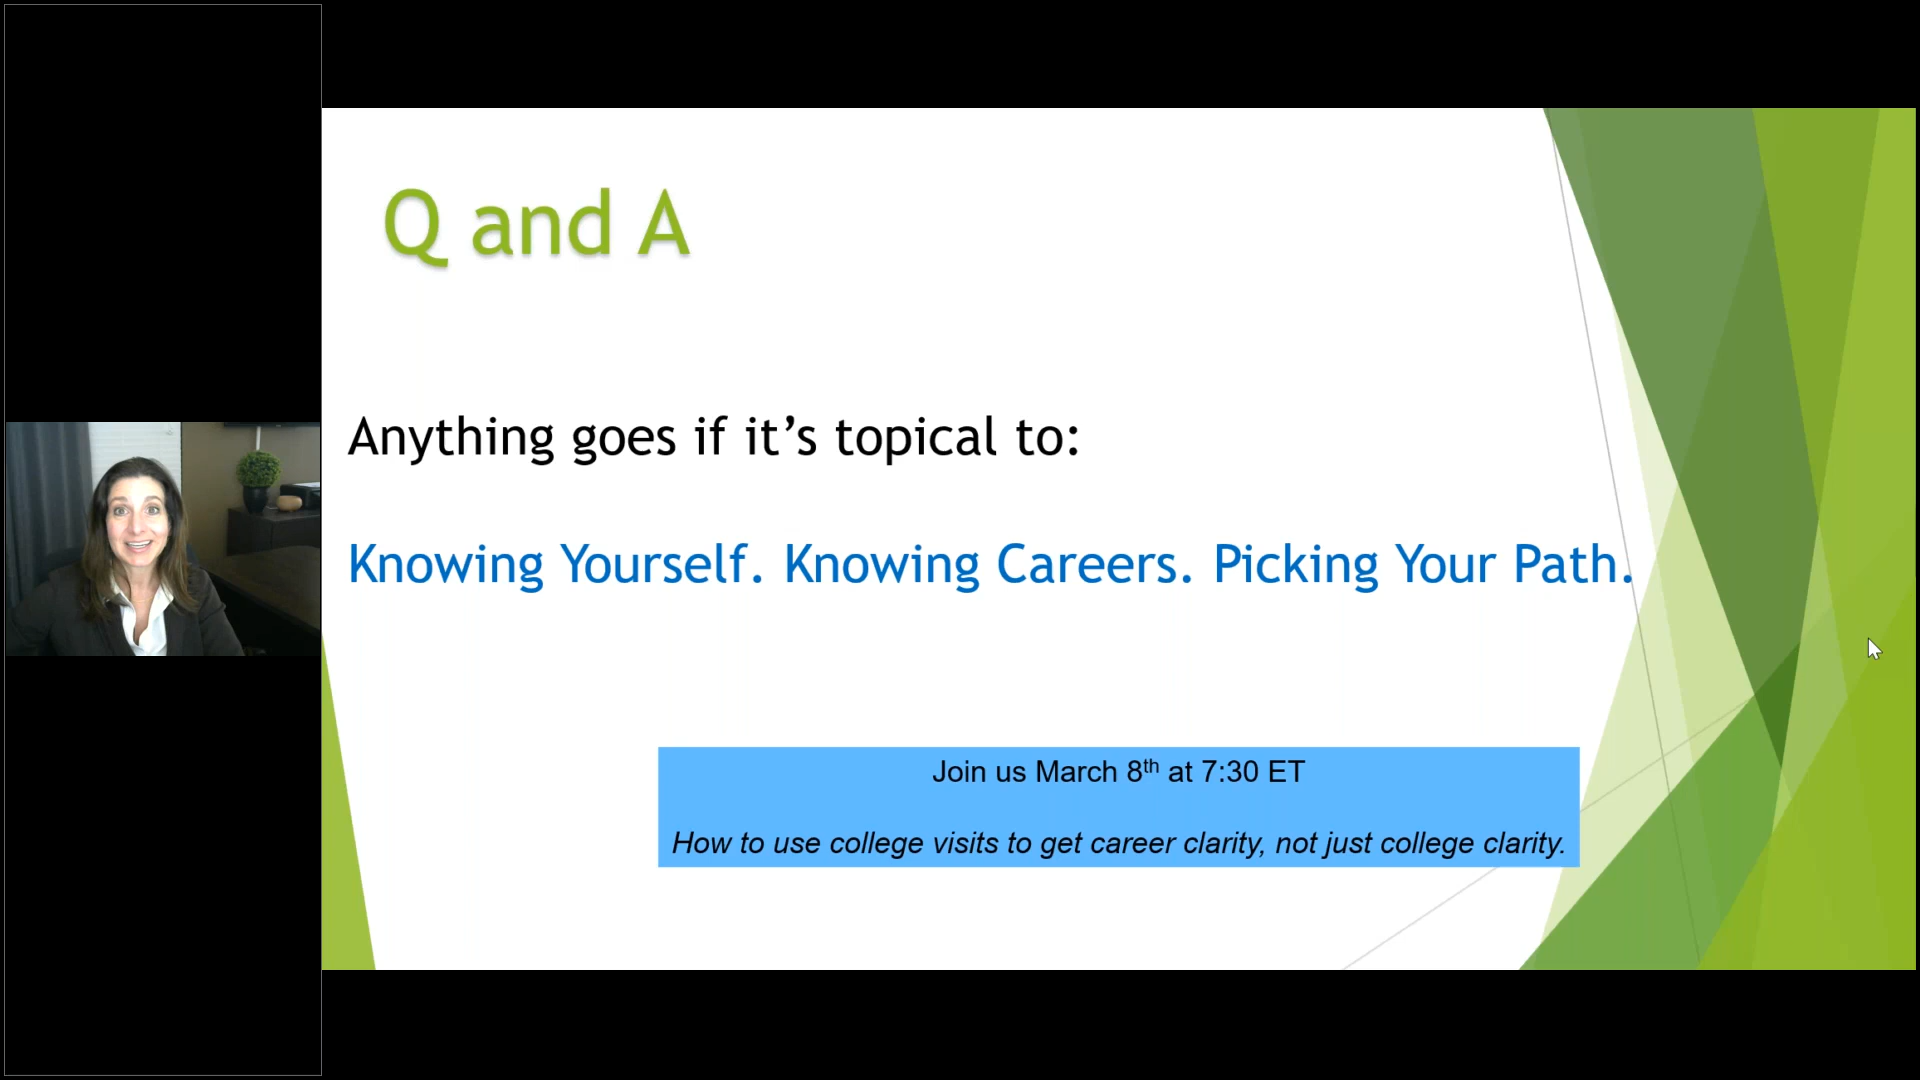 Q and A
Anything goes if it’s topical to:
Knowing Yourself. Knowing Careers. Picking Your Path.
Join us March 8th at 7:30 ET
How to use college visits to get career clarity, not just college clarity.